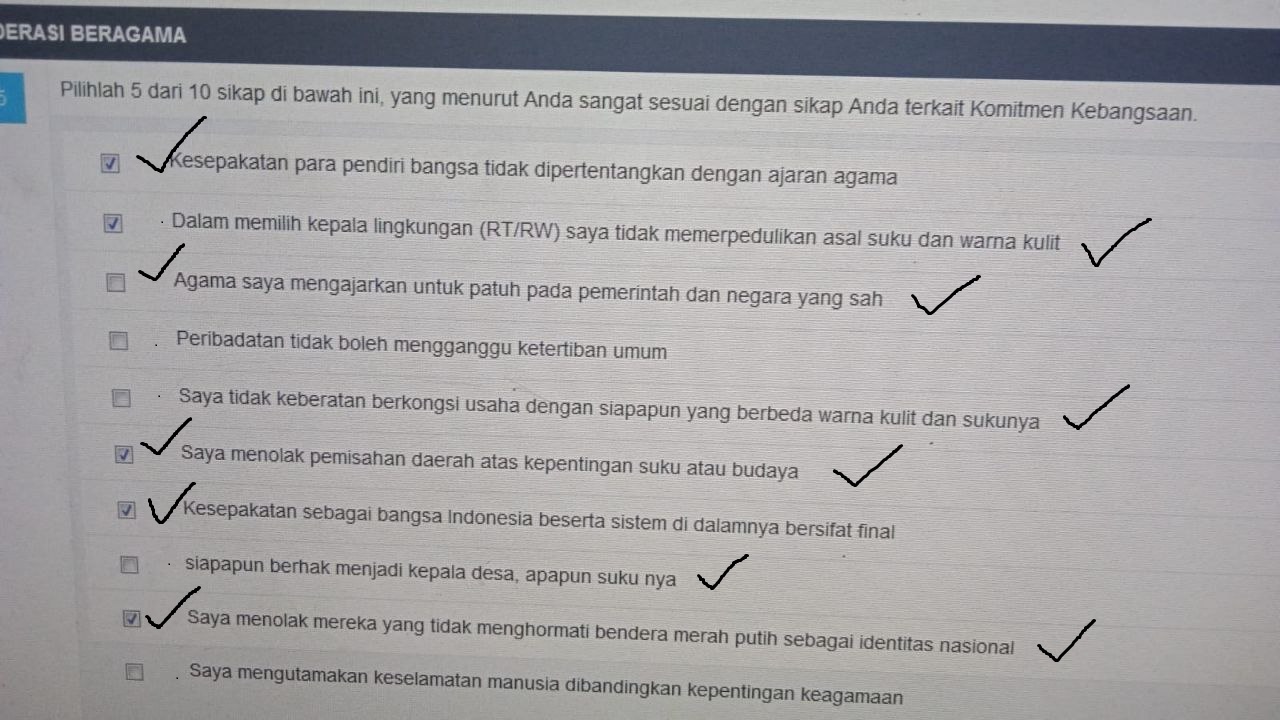 DERASI BERAGAMA
Pilihlah 5 dari 10 sikap di bawah ini, yang menurut Anda sangat sesuai dengan sikap Anda terkait Komitmen Kebangsaan.
Kesepakatan para pendiri bangsa tidak dipertentangkan dengan ajaran agama
. Dalam memilih kepala lingkungan (RT/RW) saya tidak memerpedulikan asal suku dan warna kulit
Agama saya mengajarkan untuk patuh pada pemerintah dan negara yang sah
. Peribadatan tidak boleh mengganggu ketertiban umum
. Saya tidak keberatan berkongsi usaha dengan siapapun yang berbeda warna kulit dan sukunya
Saya menolak pemisahan daerah atas kepentingan suku atau budaya
Kesepakatan sebagai bangsa Indonesia beserta sistem di dalamnya bersifat final
. siapapun berhak menjadi kepala desa, apapun suku nya
Saya menolak mereka yang tidak menghormati bendera merah putih sebagai identitas nasional
. Saya mengutamakan keselamatan manusia dibandingkan kepentingan keagamaan